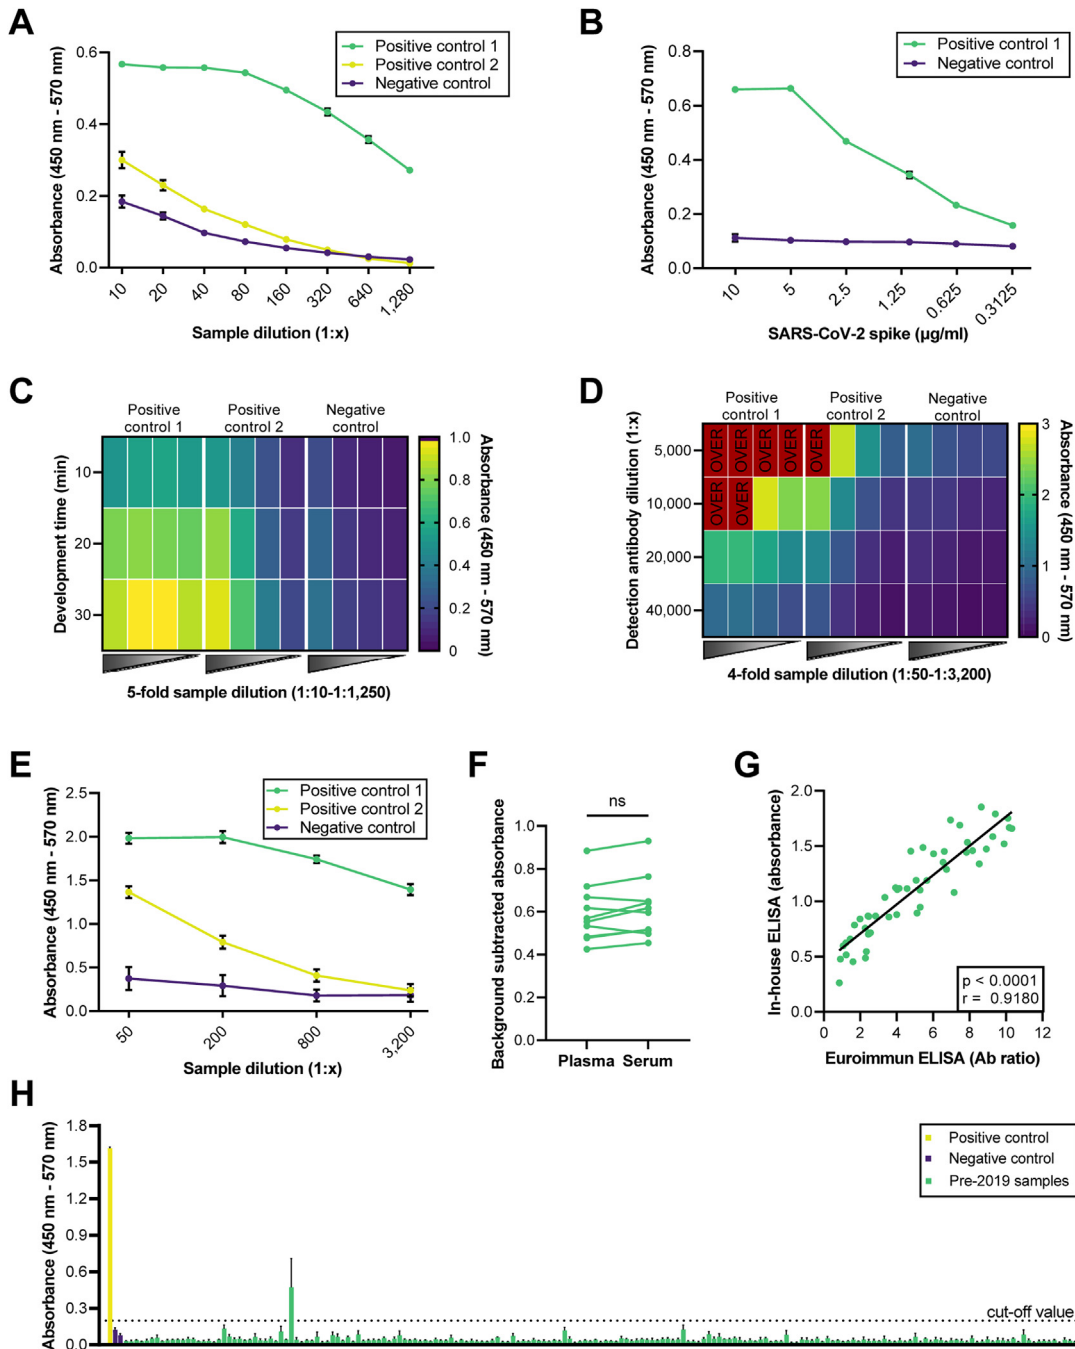 A
Absorbance (450 nm - 570 nm)
0.6
0.4
0.2
0.0
Positive control 1
Positive control 2
Negative control
10
20
40
80
160
320
640
1,280
Sample dilution (1:x)
B
Absorbance (450 nm - 570 nm)
0.8
0.6
0.4
0.2
0.0
Positive control 1
Negative control
10
5
2.5
1.25
0.625
0.3125
SARS-CoV-2 spike (µg/ml)
C
Positive control 1
Positive control 2
Negative control
Development time (min)
10
20
30
5-fold sample dilution (1:10-1:1,250)
1.0
0.8
0.6
0.4
0.2
0
Absorbance (450 nm - 570 nm)
D
Positive control 1
Positive control 2
Negative control
Detection antibody dilution (1:x)
5,000
10,000
20,000
40,000
OVER
OVER
OVER
OVER
OVER
OVER
OVER
4-fold sample dilution (1:50-1:3,200)
3
2
1
0
Absorbance (450 nm - 570 nm)
E
Absorbance (450 nm - 570 nm)
2.5
2.0
1.5
1.0
0.5
0.0
Positive control 1
Positive control 2
Negative control
50
200
800
3,200
Sample dilution (1:x)
F
Background subtracted absorbance
1.0
0.8
0.6
0.4
0.2
0.0
ns
Plasma
Serum
G
In-house ELISA (absorbance)
2.0
1.5
1.0
0.5
0.0
p < 0.0001
r = 0.9180
0
2
4
6
8
10
12
Euroimmun ELISA (Ab ratio)
H
Absorbance (450 nm - 570 nm)
1.8
1.5
1.2
0.9
0.6
0.3
0.0
Positive control
Negative control
Pre-2019 samples
cut-off value